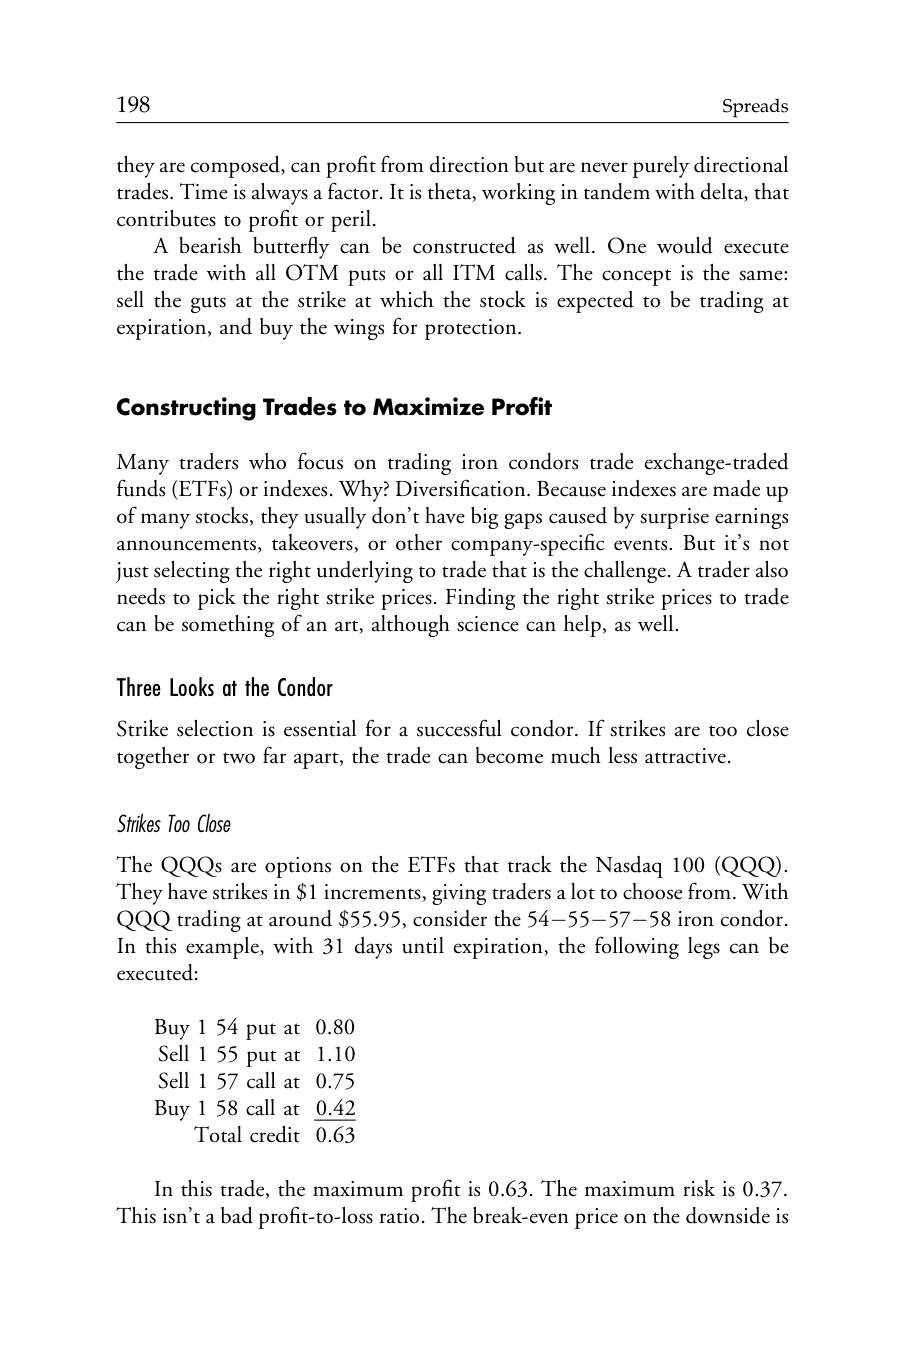 198 Spreads
they are composed, can profit from direction but are never purely directional
trades. Time is always a factor. It is theta, working in tandem with delta, that
contributes to profit or peril.
A bearish butterfly can be constructed as well. One would execute
the trade with all OTM puts or all ITM calls. The concept is the same:
sell the guts at the strike at which the stock is expected to be trading at
expiration, and buy the wings for protection.
Constructing Trades to Maximize Profit
Many traders who focus on trading iron condors trade exchange-traded
funds (ETFs) or indexes. Why? Diversification. Because indexes are made up
of many stocks, they usually don’t have big gaps caused by surprise earnings
announcements, takeovers, or other company-specific events. But it’s not
just selecting the right underlying to trade that is the challenge. A trader also
needs to pick the right strike prices. Finding the right strike prices to trade
can be something of an art, although science can help, as well.
Three Looks at the Condor
Strike selection is essential for a successful condor. If strikes are too close
together or two far apart, the trade can become much less attractive.
Strikes Too Close
The QQQs are options on the ETFs that track the Nasdaq 100 (QQQ).
They have strikes in $1 increments, giving traders a lot to choose from. With
QQQ trading at around $55.95, consider the 54–55–57–58 iron condor.
In this example, with 31 days until expiration, the following legs can be
executed:
Buy 1 54 put at 0.80
Sell 1 55 put at 1.10
Sell 1 57 call at 0.75
Buy 1 58 call at 0.42
Total credit 0.63
In this trade, the maximum profit is 0.63. The maximum risk is 0.37.
This isn’t a bad profit-to-loss ratio. The break-even price on the downside is